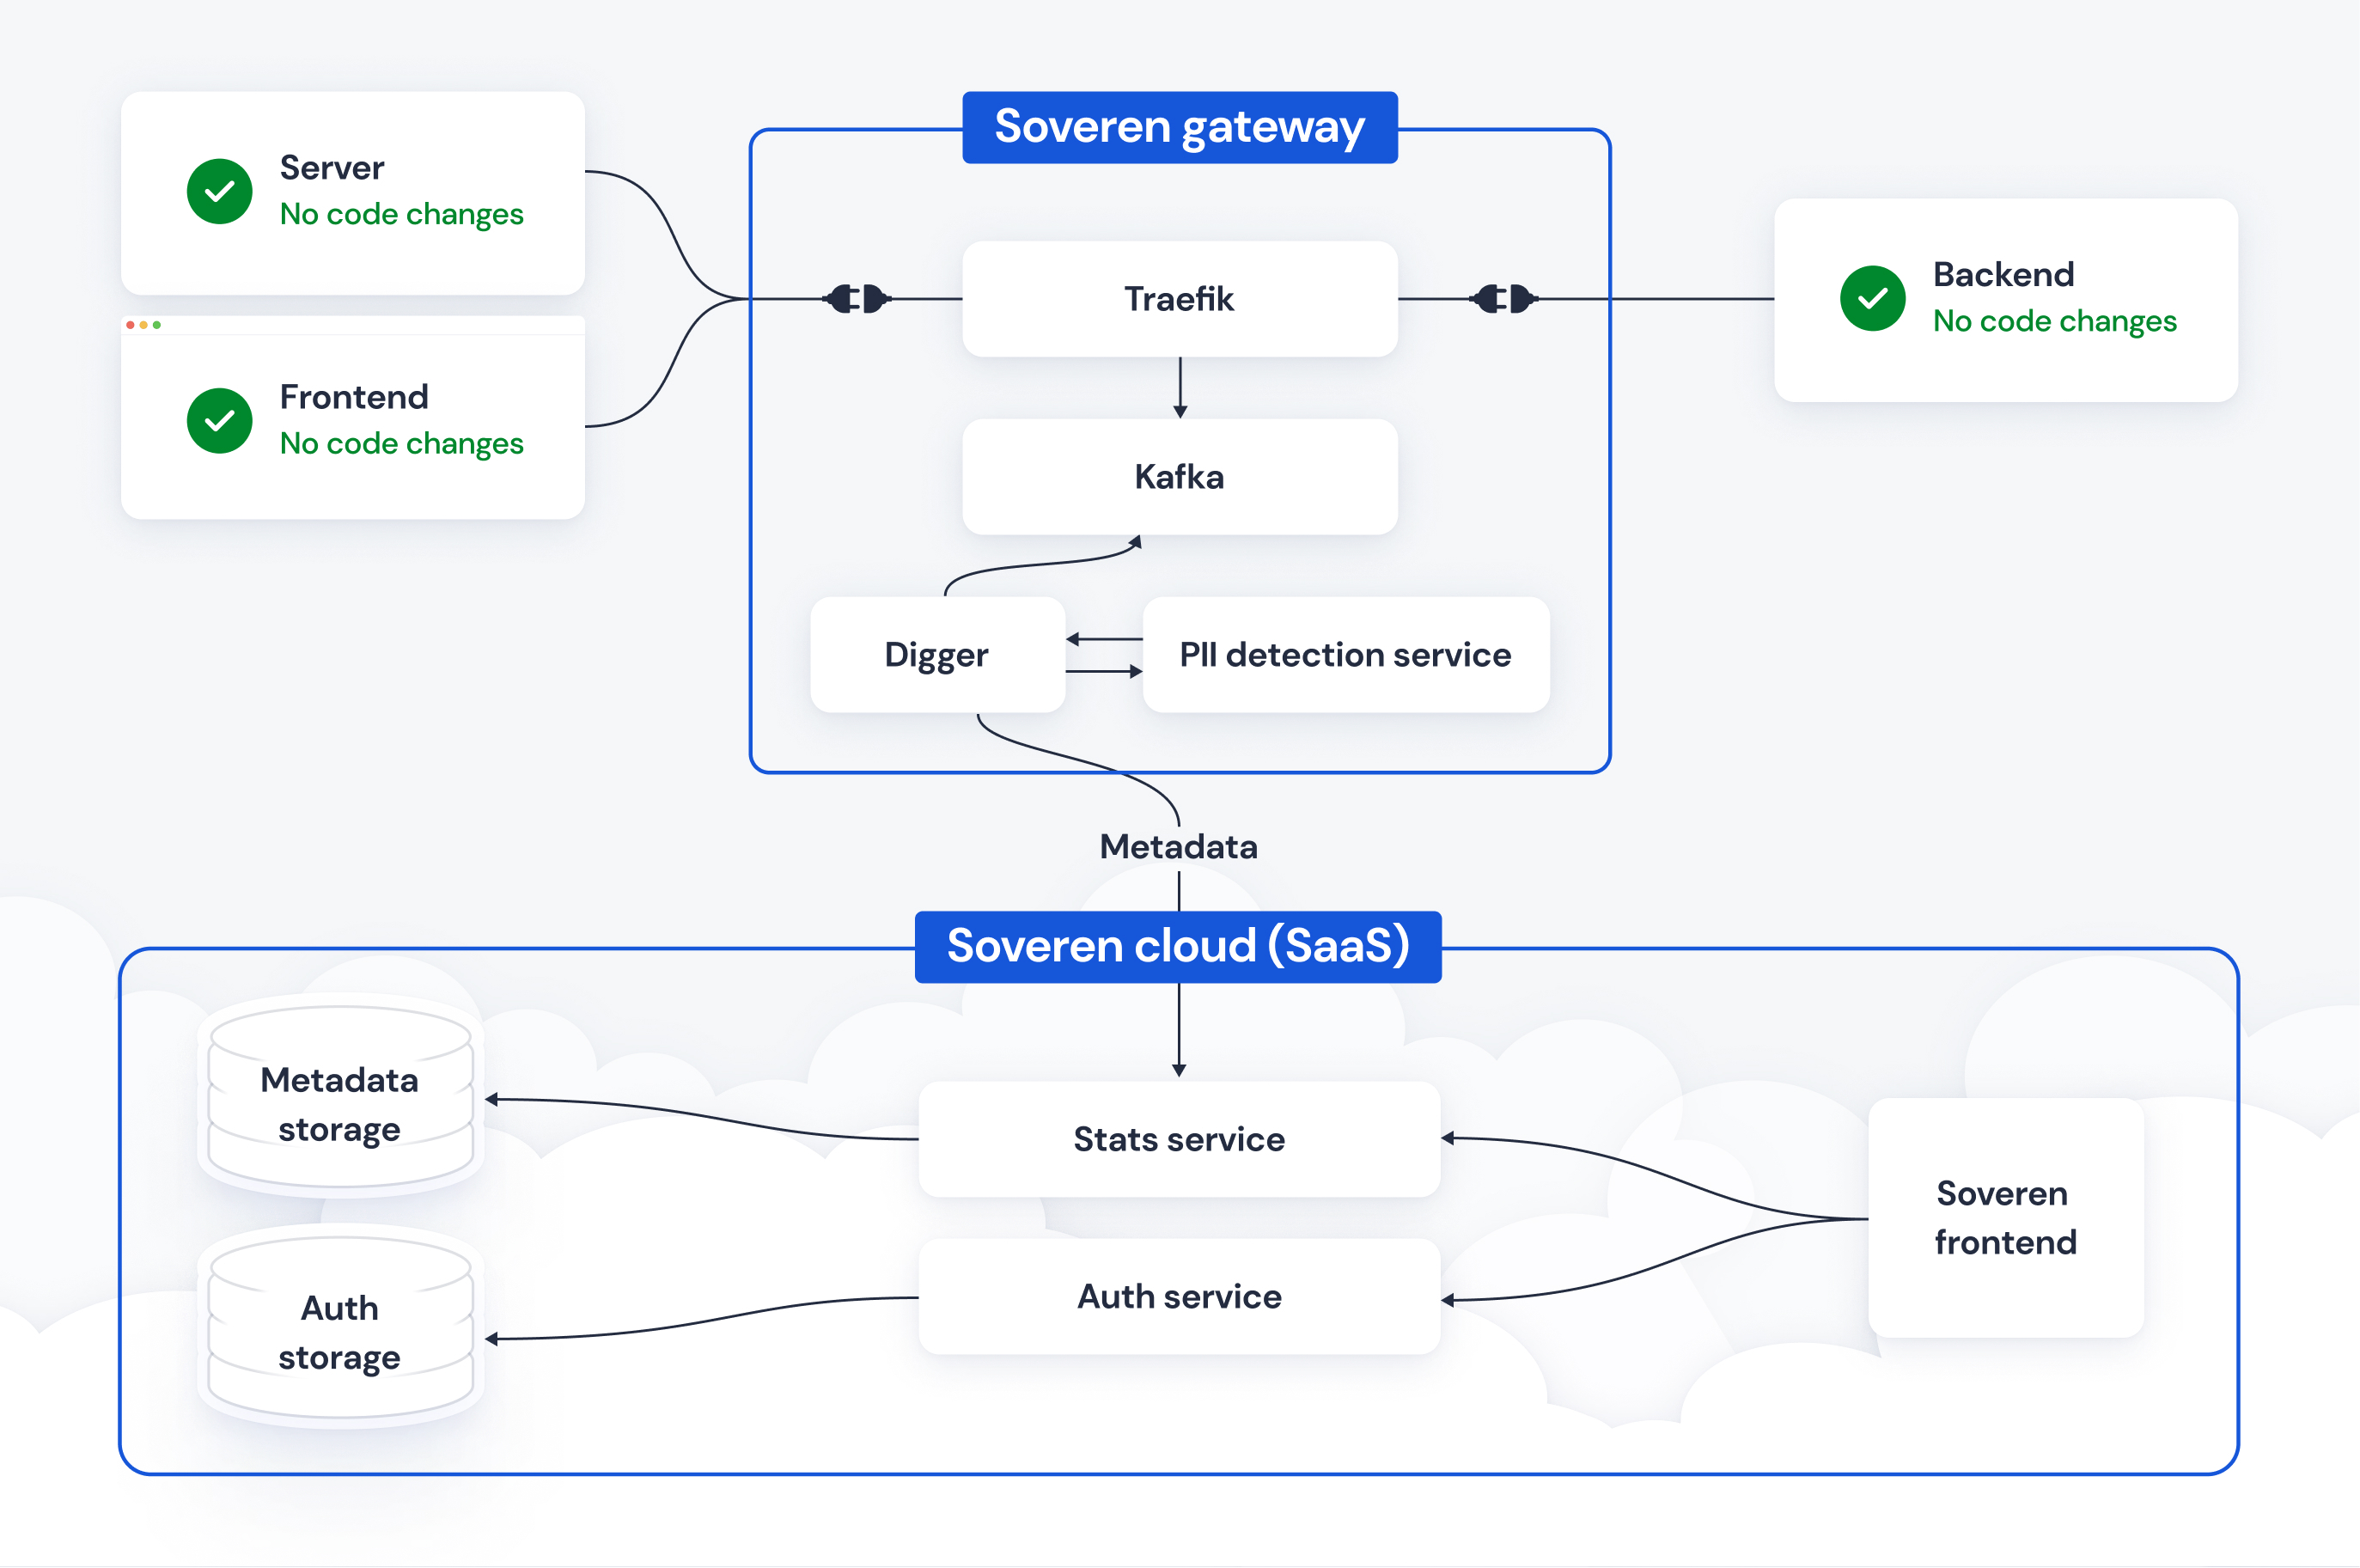 Soveren gateway
Server
No code changes
Frontend
No code changes
Traefik
Backend
No code changes
Kafka
Digger
PII detection service
Metadata
Soveren cloud (SaaS)
Metadata
storage
Stats service
Soveren
frontend
Auth
storage
Auth service